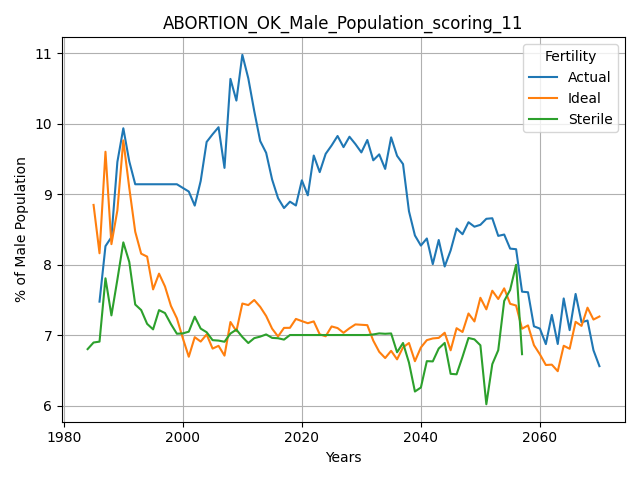 ABORTION_OK_Male_Population_scoring_11
Fertility
Actual
Ideal
Sterile
% of Male Population
11
10
9
8
7
6
1980
2000
2020
2040
2060
Years